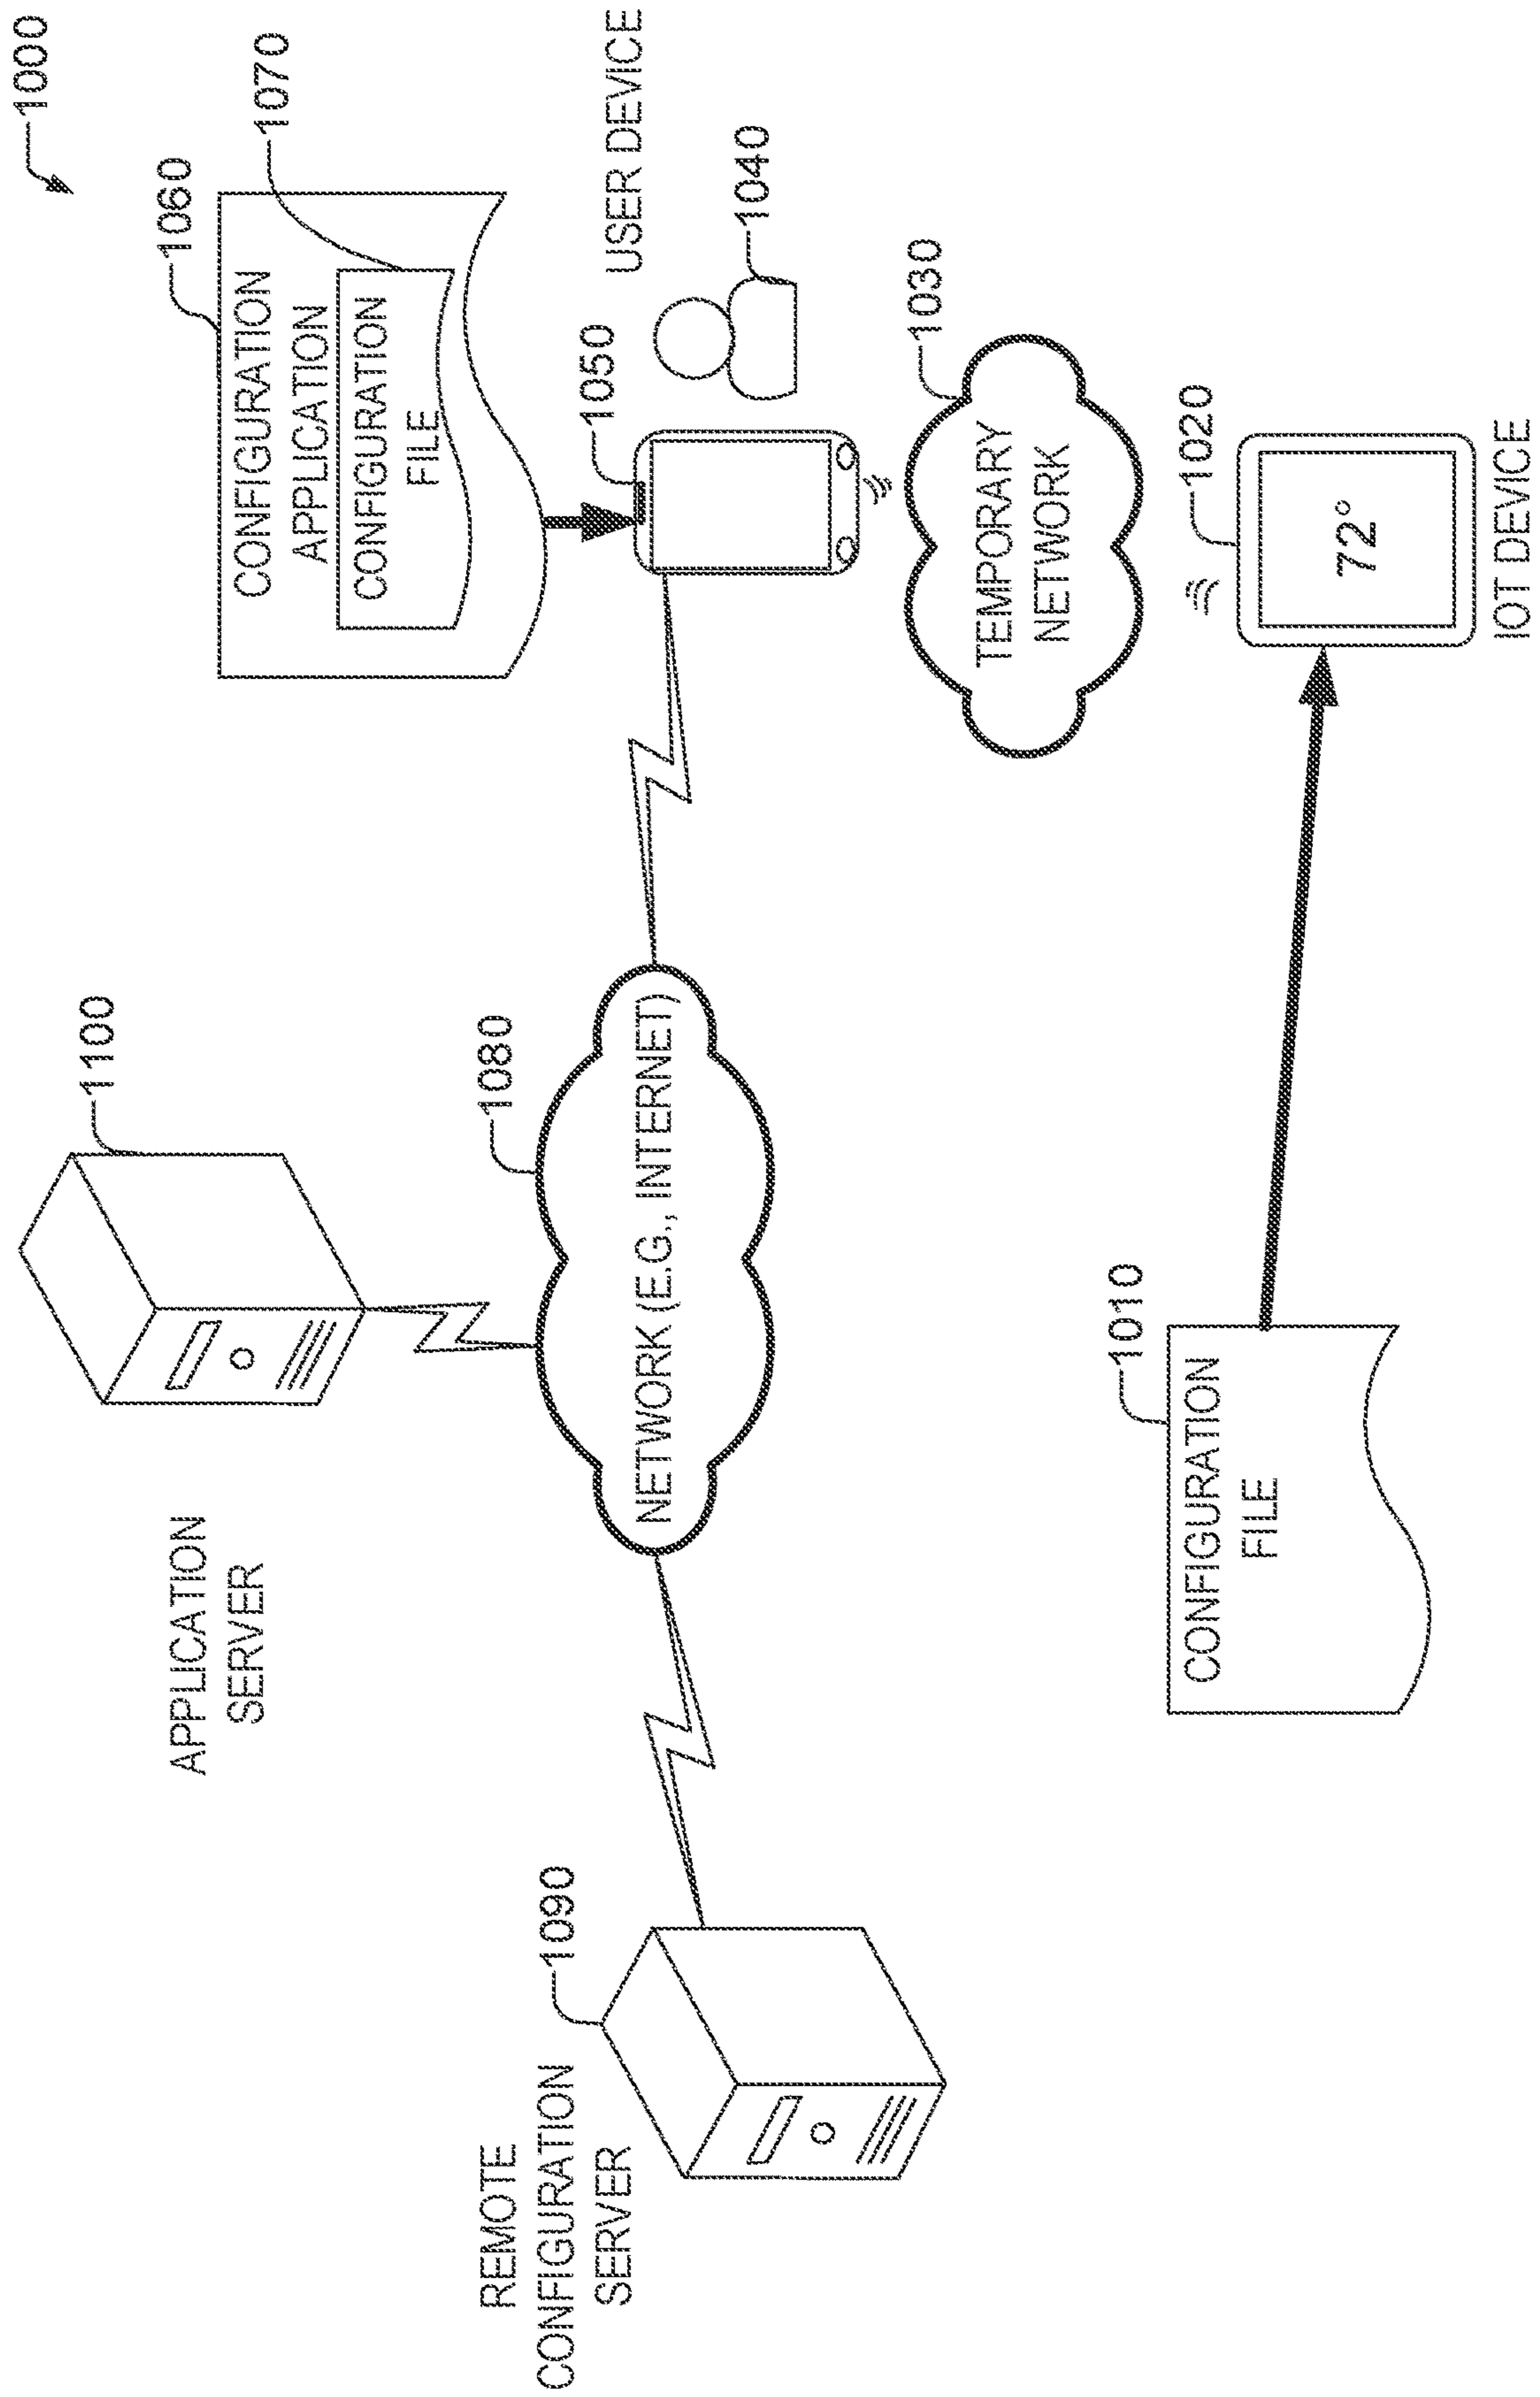 1000
1100
APPLICATION
SERVER
1060
CONFIGURATION
APPLICATION
1070
CONFIGURATION
FILE
1050
USER DEVICE
1040
1080
NETWORK (E.G., INTERNET)
REMOTE
CONFIGURATION
SERVER
1090
1030
TEMPORARY
NETWORK
1010
CONFIGURATION
FILE
1020
72°
IOT DEVICE